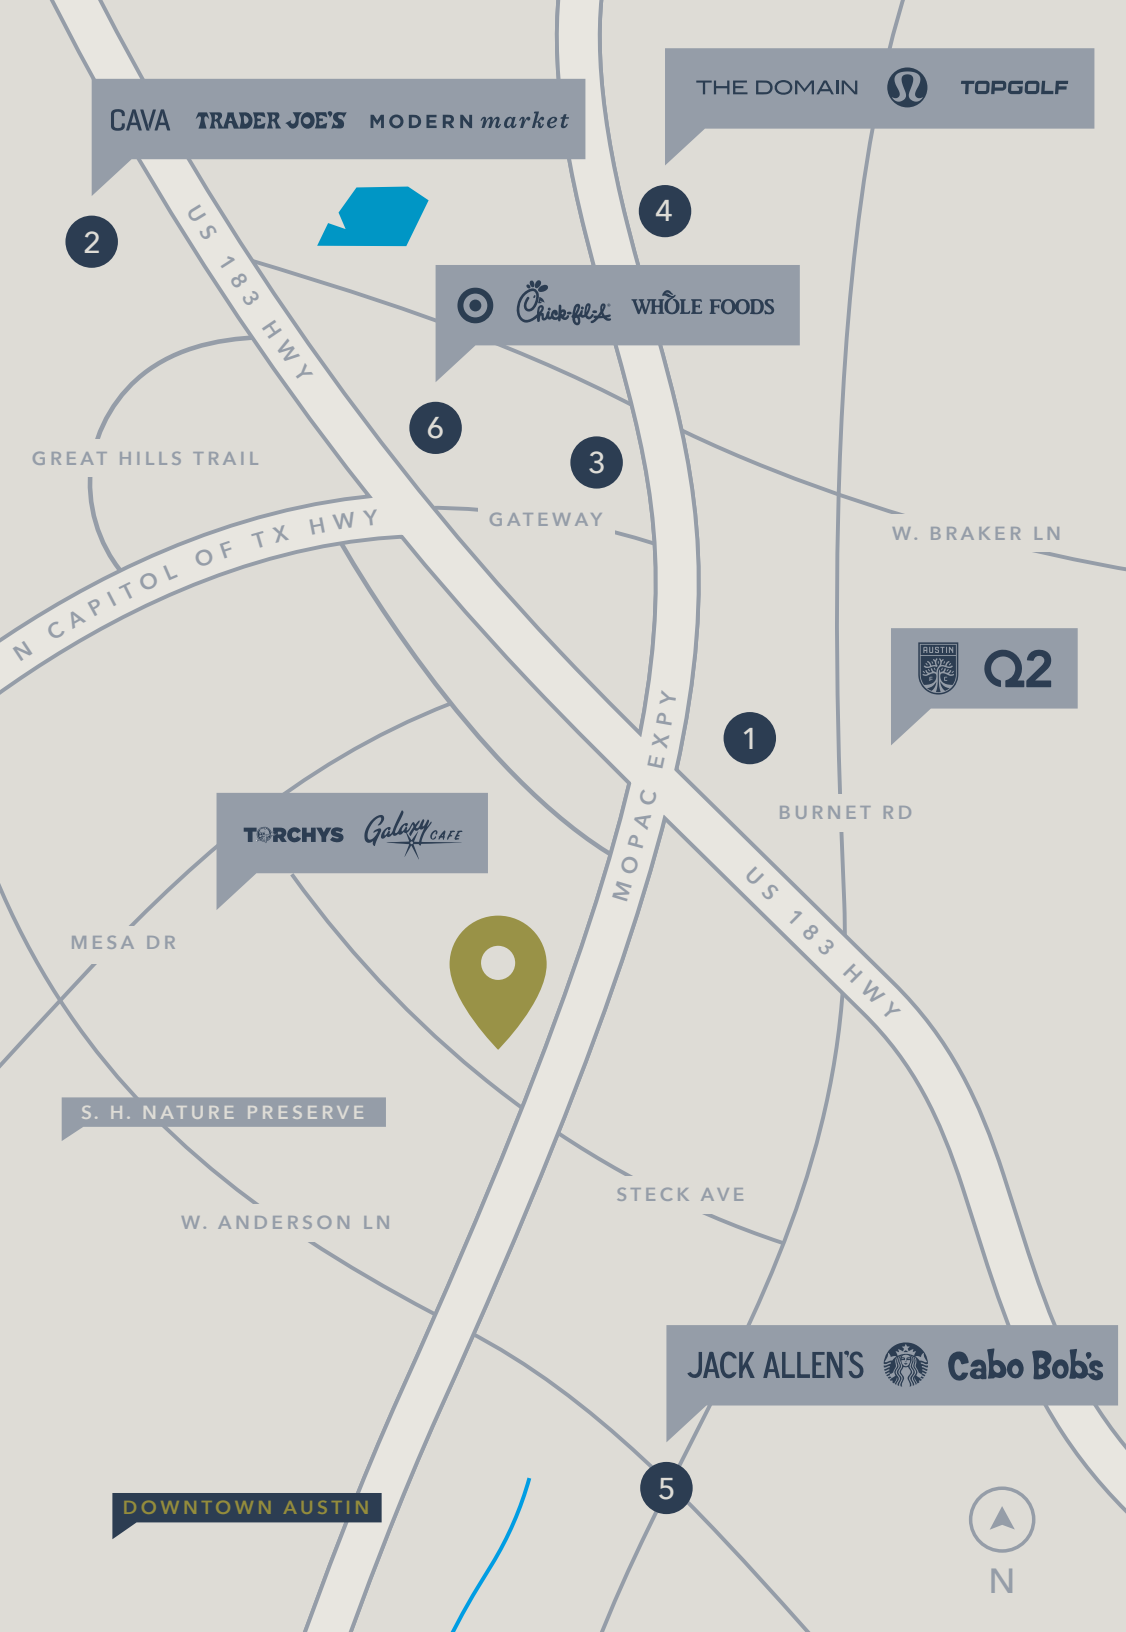 THE DOMAIN TOPGOLF
CAVA TRADER JOE'S MODERN market
4
2
US 183 HWY
Chick-fil-A WHOLE FOODS
6
3
GREAT HILLS TRAIL
GATEWAY
W. BRAKER LN
N CAPITOL OF TX HWY
AUSTIN
FC
Q2
1
MOPAC EXPY
BURNET RD
TORCHYS Galaxy CAFE
US 183 HWY
MESA DR
S. H. NATURE PRESERVE
STECK AVE
W. ANDERSON LN
JACK ALLEN'S Cabo Bob's
5
DOWNTOWN AUSTIN
N